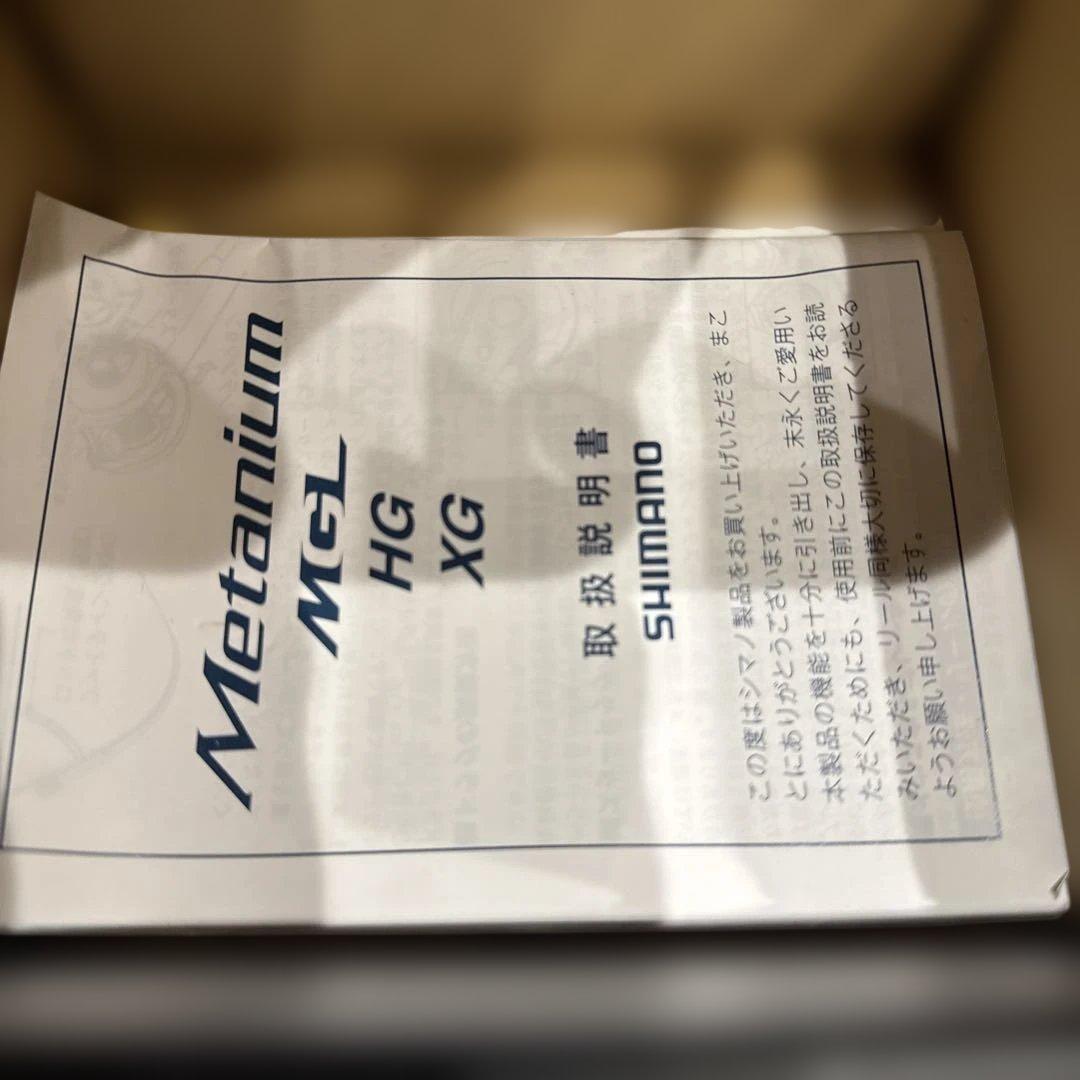 Metanium
MGL
HG
XG
取扱説明書
SHIMANO
この度はシマノ製品をお買い上げいただき、まこ
とにありがとうございます。
本製品の機能を十分に引き出し、末永くご愛用い
ただくためにも、使用前にこの取扱説明書をお読
みいただき、リール同様大切に保存してくださる
ようお願い申し上げます。